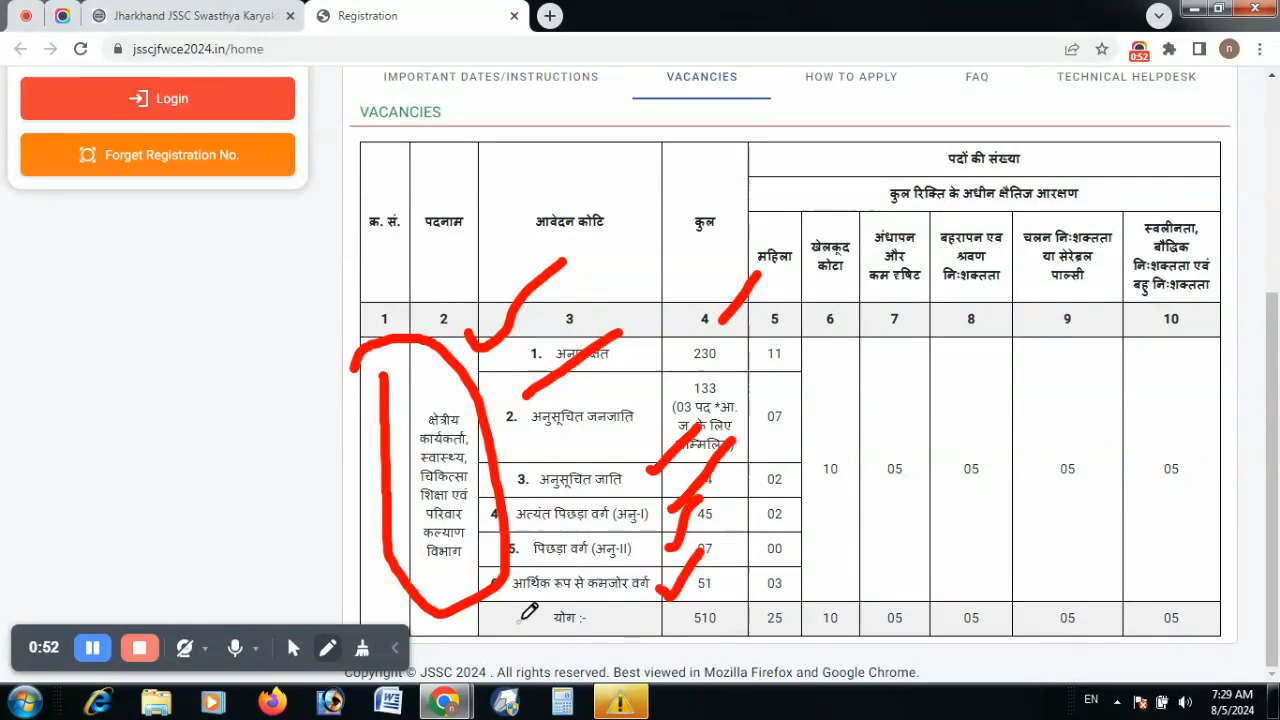 Jharkhand JSSC Swasthya Karyak
Registration
jsscjfwce2024.in/home
0:52
n
Login
Forget Registration No.
IMPORTANT DATES/INSTRUCTIONS
VACANCIES
HOW TO APPLY
FAQ
TECHNICAL HELPDESK
VACANCIES
क्र. सं.
पदनाम
आवेदन कोटि
कुल
पदों की संख्या
कुल रिक्ति के अधीन क्षैतिज आरक्षण
महिला
खेलकूद
कोटा
अंधापन
और
कम दृष्टि
बहरापन एव
श्रवण
निःशक्तता
चलन निःशक्तता
या सेरेब्रल
पाल्सी
स्वलीनता,
बौद्धिक
निःशक्तता एवं
बहु निःशक्तता
1 2 3 4 5 6 7 8 9 10
क्षेत्रीय
कार्यकर्ता,
स्वास्थ्य,
चिकित्सा
शिक्षा एवं
परिवार
कल्याण
विभाग
1. 230 11
2. अनुसूचित जनजाति
133
(03 पद *आ.
ज. के लिए
07
3. अनुसूचित जाति 02
4. अत्यंत पिछड़ा वर्ग (अनु-I) 45 02
5. पिछड़ा वर्ग (अनु-II) 07 00
आर्थिक रूप से कमजोर वर्ग 51 03
10 05 05 05 05
योग :- 510 25 10 05 05 05 05
0:52
Copyright © JSSC 2024 . All rights reserved. Best viewed in Mozilla Firefox and Google Chrome.
EN
7:29 AM
8/5/2024